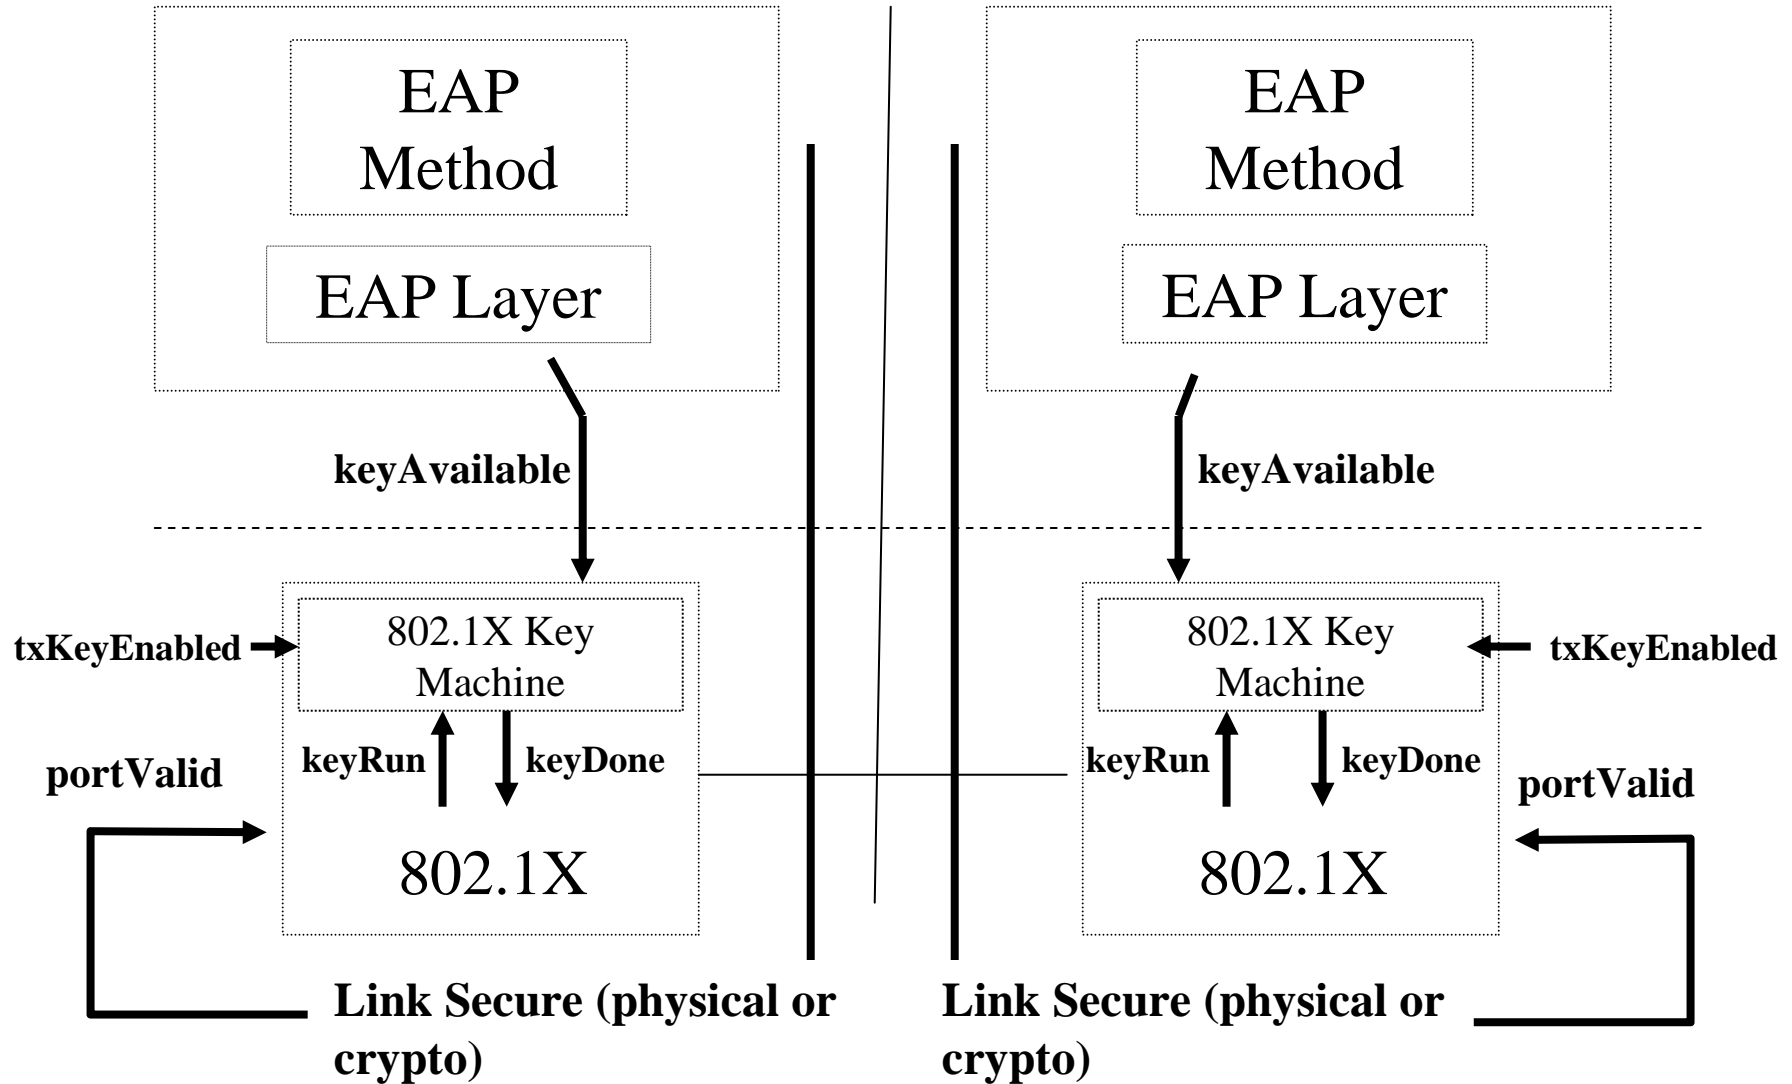 EAP
Method
EAP Layer
keyAvailable
txKeyEnabled
802.1X Key
Machine
keyRun
keyDone
portValid
802.1X
Link Secure (physical or
crypto)
EAP
Method
EAP Layer
keyAvailable
802.1X Key
Machine
txKeyEnabled
keyRun
keyDone
portValid
802.1X
Link Secure (physical or
crypto)